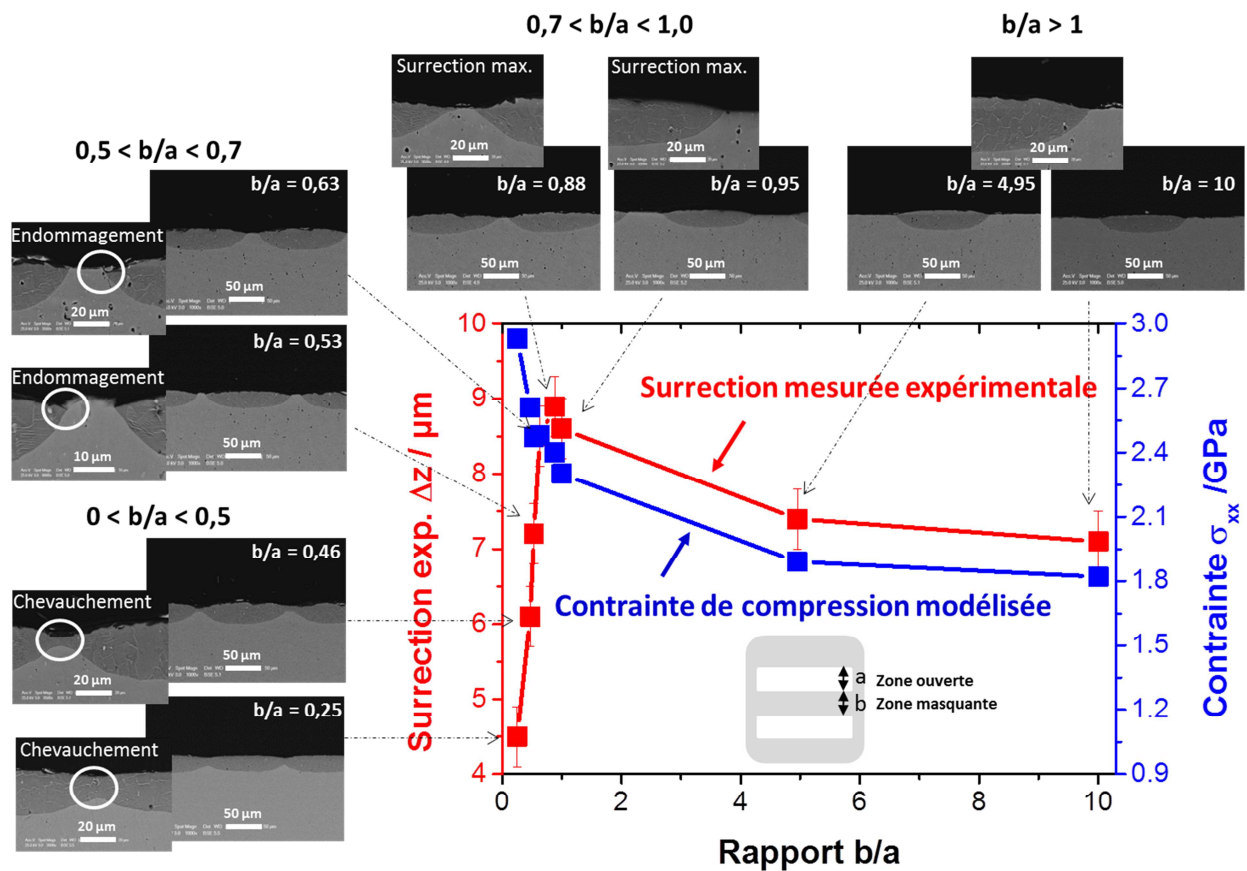 0,7 < b/a < 1,0
b/a > 1
Surrection max.
20 µm
Surrection max.
20 µm
20 µm
0,5 < b/a < 0,7
b/a = 0,63
b/a = 0,88
b/a = 0,95
b/a = 4,95
b/a = 10
50 µm
50 µm
50 µm
50 µm
Endommagement
50 µm
20 µm
b/a = 0,53
Endommagement
50 µm
10 µm
0 < b/a < 0,5
b/a = 0,46
Chevauchement
50 µm
20 µm
b/a = 0,25
Chevauchement
50 µm
20 µm
Surrection exp. Δz / µm
10
9
8
7
6
5
4
Surrection mesurée expérimentale
Contrainte de compression modélisée
a Zone ouverte
b Zone masquante
3.0
2.7
2.4
2.1
1.8
1.5
1.2
0.9
Contrainte σxx /GPa
0 2 4 6 8 10
Rapport b/a